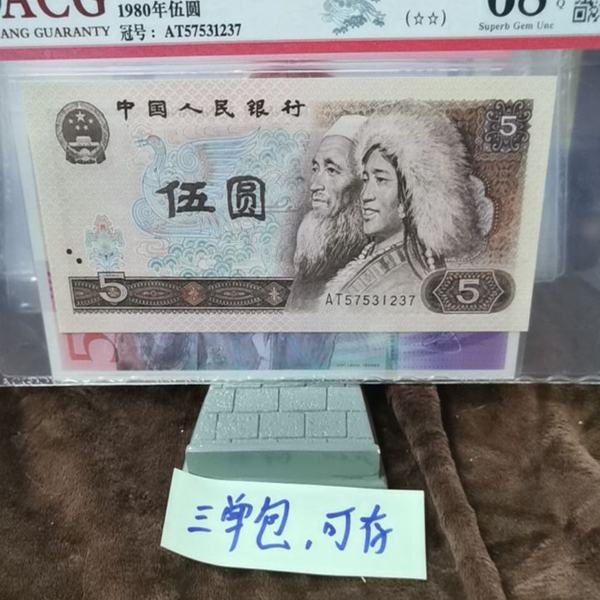 ACG
1980年伍圆
冠号：AT57531237
ANG GUARANTY
(☆☆)
68
Q
Superb Gem Unc
中国人民银行
5
伍圆
5
AT57531237
5
5
三单包，可存